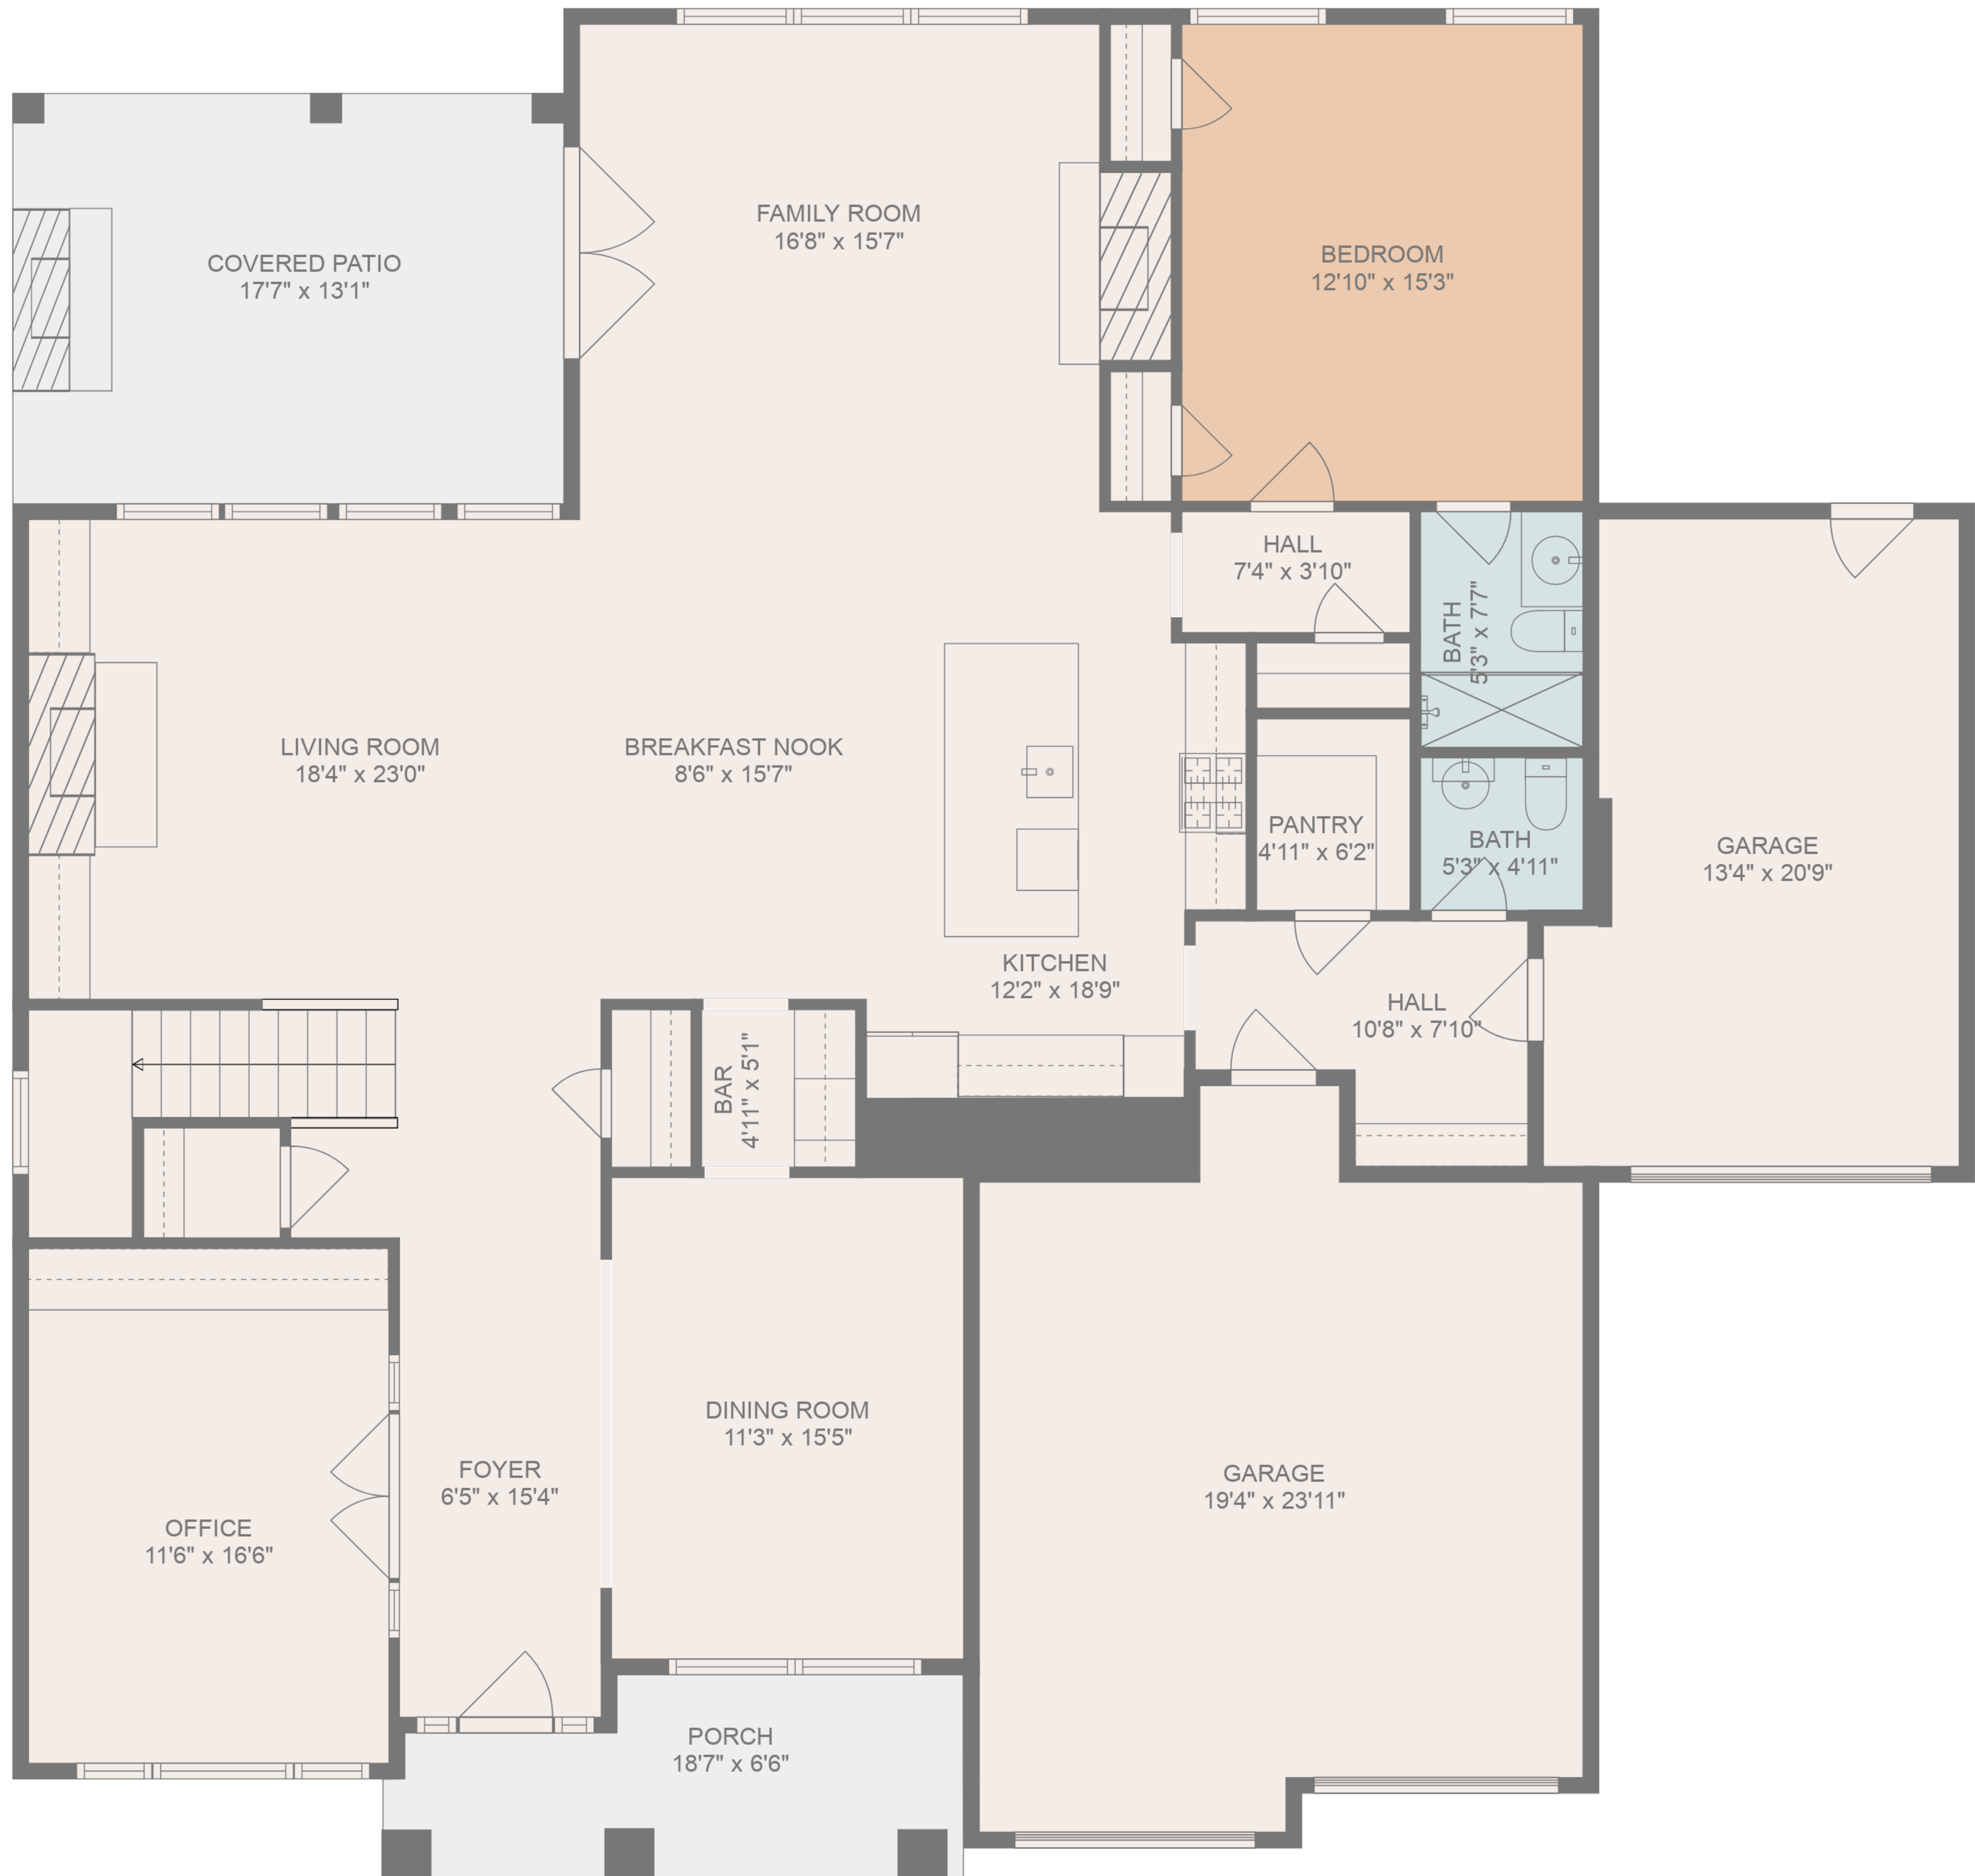 FAMILY ROOM
16'8" x 15'7"
BEDROOM
12'10" x 15'3"
COVERED PATIO
17'7" x 13'1"
HALL
7'4" x 3'10"
BATH
5'3" x 7'7"
LIVING ROOM
18'4" x 23'0"
BREAKFAST NOOK
8'6" x 15'7"
PANTRY
4'11" x 6'2"
BATH
5'3" x 4'11"
GARAGE
13'4" x 20'9"
KITCHEN
12'2" x 18'9"
HALL
10'8" x 7'10"
BAR
4'11" x 5'1"
DINING ROOM
11'3" x 15'5"
FOYER
6'5" x 15'4"
GARAGE
19'4" x 23'11"
OFFICE
11'6" x 16'6"
PORCH
18'7" x 6'6"